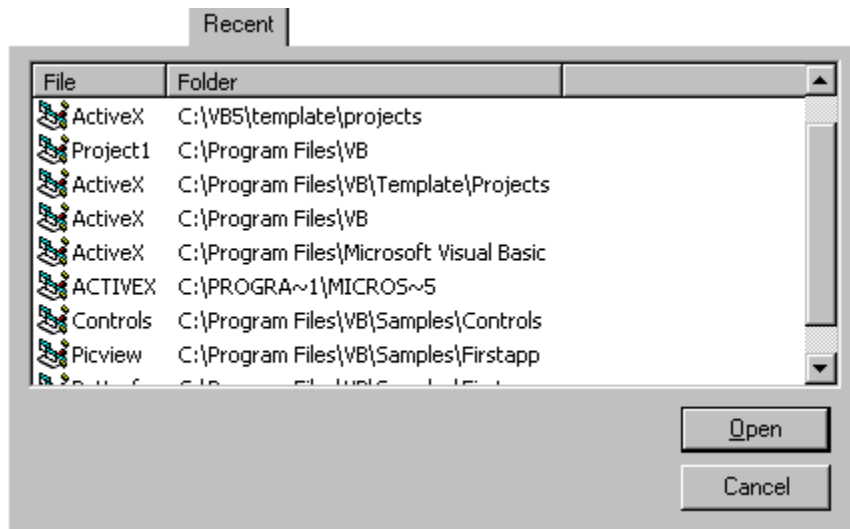 Recent
File Folder
ActiveX C:\VB5\template\projects
Project1 C:\Program Files\VB
ActiveX C:\Program Files\VB\Template\Projects
ActiveX C:\Program Files\VB
ActiveX C:\Program Files\Microsoft Visual Basic
ACTIVEX C:\PROGRA~1\MICROS~5
Controls C:\Program Files\VB\Samples\Controls
Picview C:\Program Files\VB\Samples\Firstapp
Open
Cancel